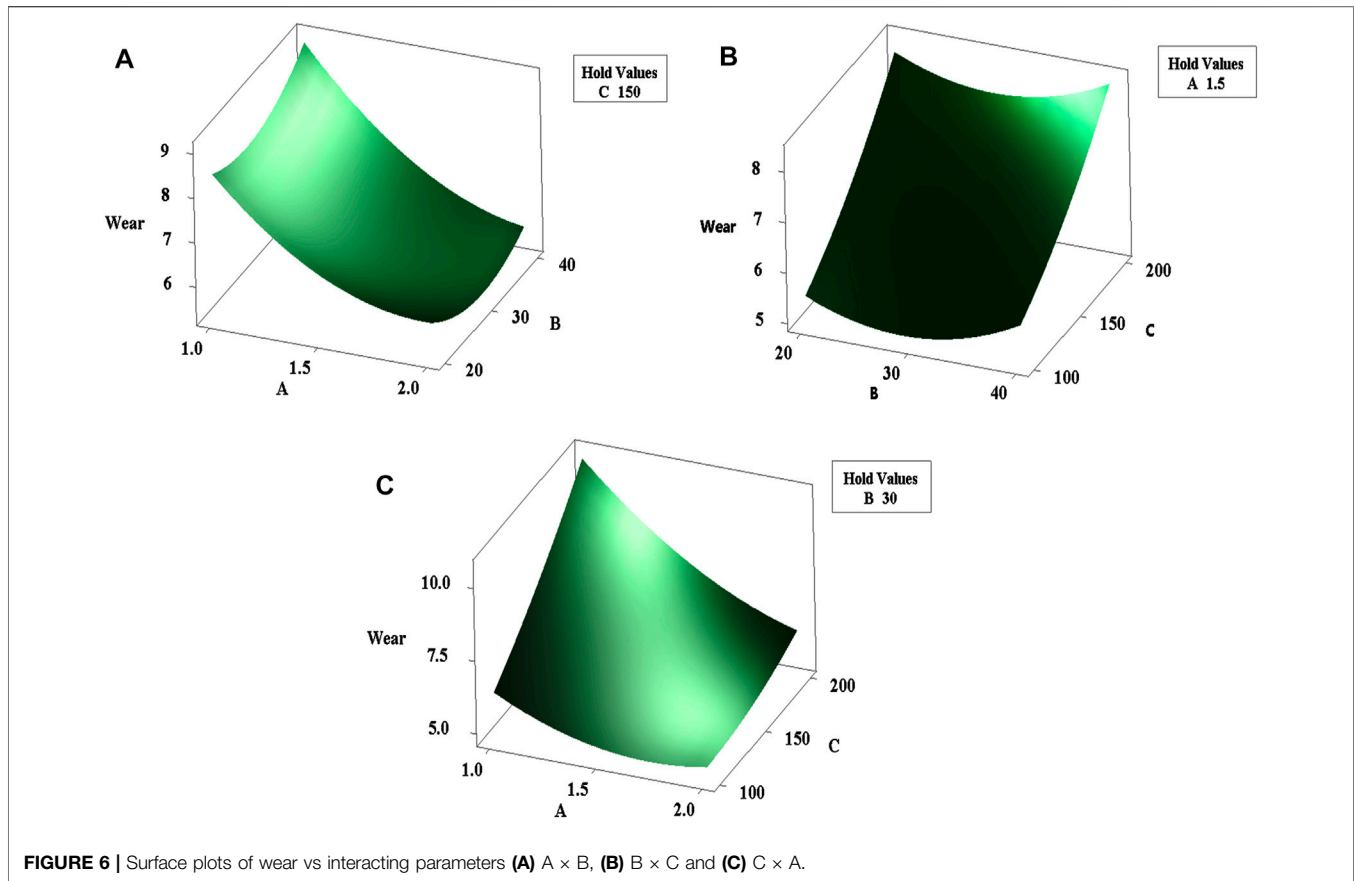 A
Hold Values
C 150
9
8
Wear
7
6
1.0
1.5
A
2.0
20
30
B
40
B
Hold Values
A 1.5
8
7
Wear
6
5
20
30
B
40
100
150
C
200
C
Hold Values
B 30
10.0
Wear
7.5
5.0
1.0
1.5
A
2.0
100
150
C
200
FIGURE 6 | Surface plots of wear vs interacting parameters (A) A × B, (B) B × C and (C) C × A.